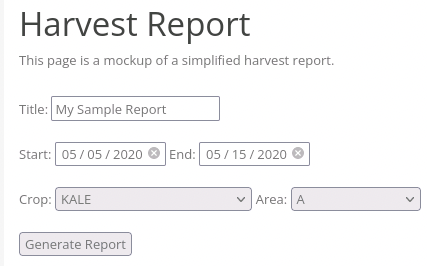 Harvest Report
This page is a mockup of a simplified harvest report.
Title: My Sample Report
Start: 05 / 05 / 2020 End: 05 / 15 / 2020
Crop: KALE Area: A
Generate Report